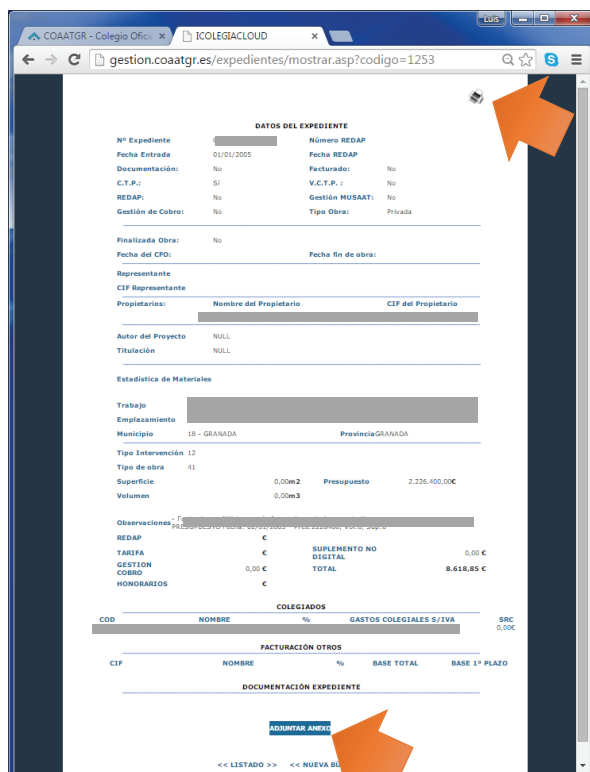 LUIS
COAATGR - Colegio Ofici
ICOLEGIACLOUD
gestion.coaatgr.es/expedientes/mostrar.asp?codigo=1253
DATOS DEL EXPEDIENTE
Nº Expediente Número REDAP
Fecha Entrada 01/01/2005 Fecha REDAP
Documentación: No Facturado: No
C.T.P.: Sí V.C.T.P. : No
REDAP: No Gestión MUSAAT: No
Gestión de Cobro: No Tipo Obra: Privada
Finalizada Obra: No
Fecha del CFO: Fecha fin de obra:
Representante
CIF Representante
Propietarios: Nombre del Propietario CIF del Propietario
Autor del Proyecto NULL
Titulación NULL
Estadística de Materiales
Trabajo
Emplazamiento
Municipio 18 - GRANADA Provincia GRANADA
Tipo Intervención 12
Tipo de obra 41
Superficie 0,00m2 Presupuesto 2.226.400,00€
Volumen 0,00m3
Observaciones
REDAP €
TARIFA € SUPLEMENTO NO DIGITAL 0,00 €
GESTION COBRO 0,00 € TOTAL 8.618,85 €
HONORARIOS €
COLEGIADOS
COD NOMBRE % GASTOS COLEGIALES S/IVA SRC
0,00€
FACTURACIÓN OTROS
CIF NOMBRE % BASE TOTAL BASE 1º PLAZO
DOCUMENTACIÓN EXPEDIENTE
ADJUNTAR ANEXO
<< LISTADO >> << NUEVA